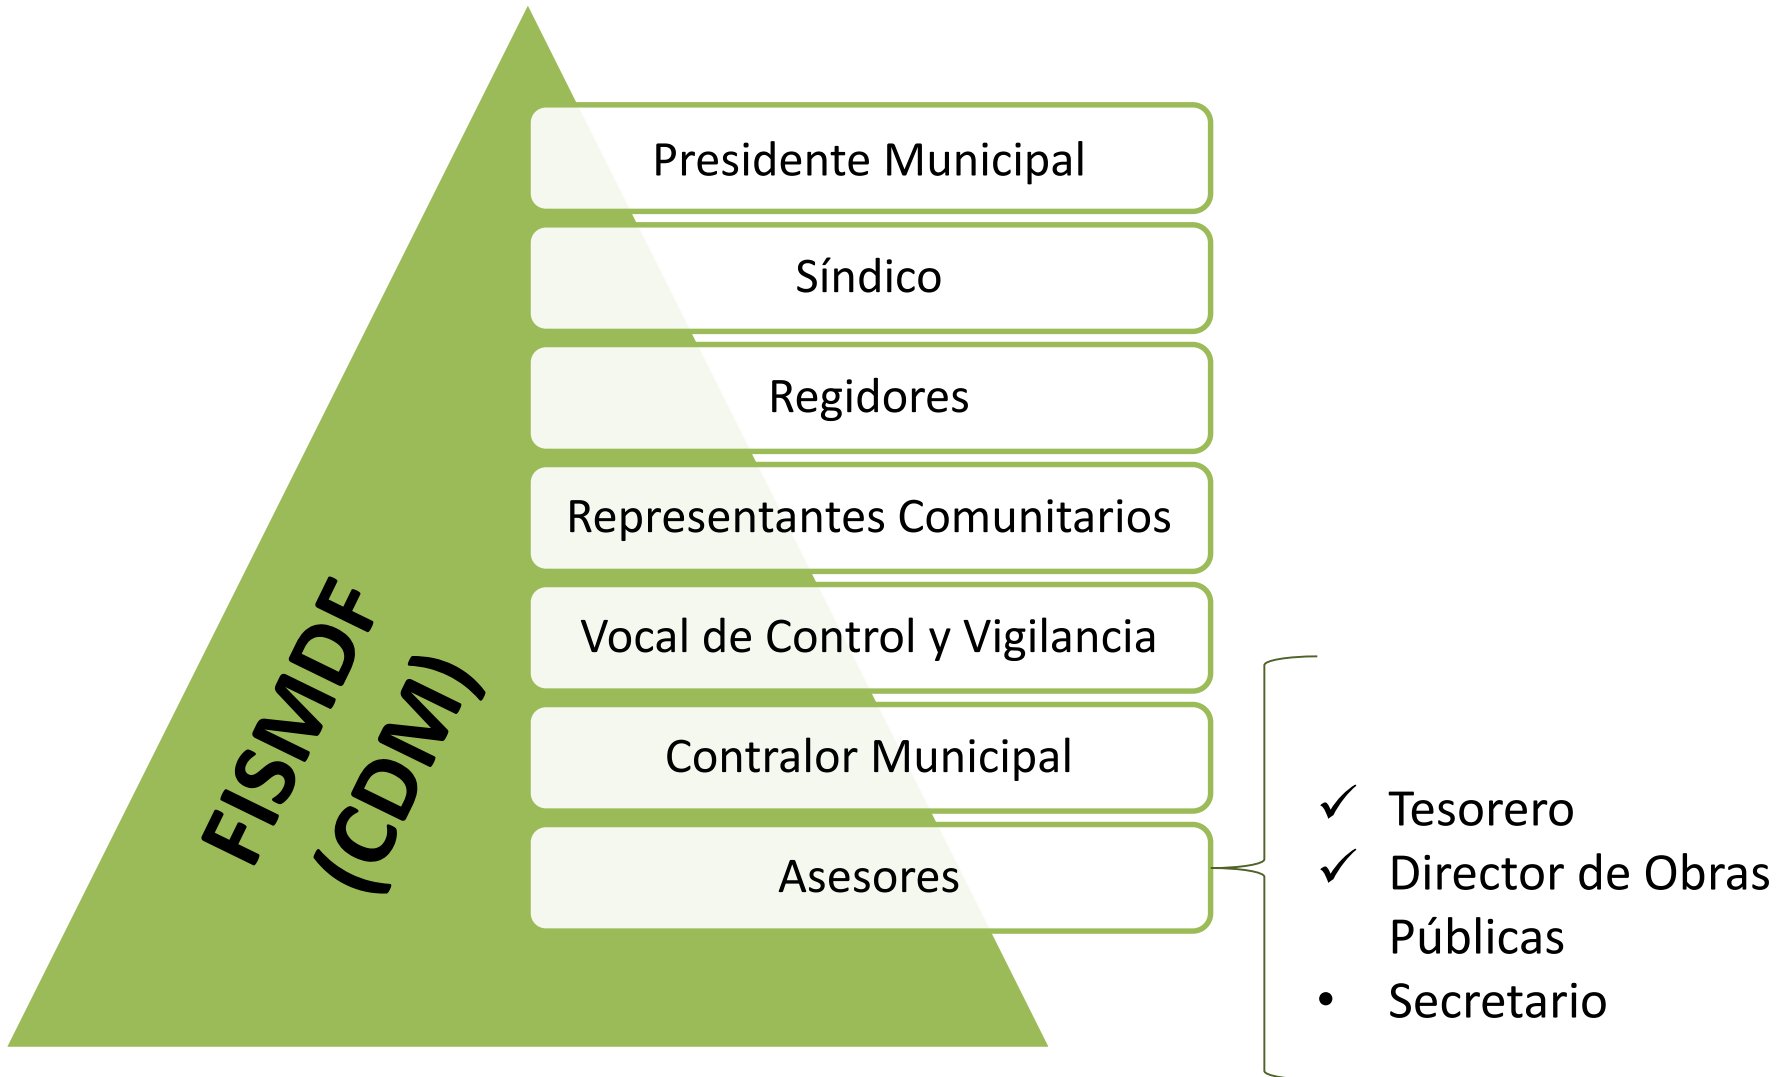 Presidente Municipal
Síndico
Regidores
Representantes Comunitarios
Vocal de Control y Vigilancia
Contralor Municipal
Asesores
FISMDF
(CDM)
✓ Tesorero
✓ Director de Obras
Públicas
• Secretario